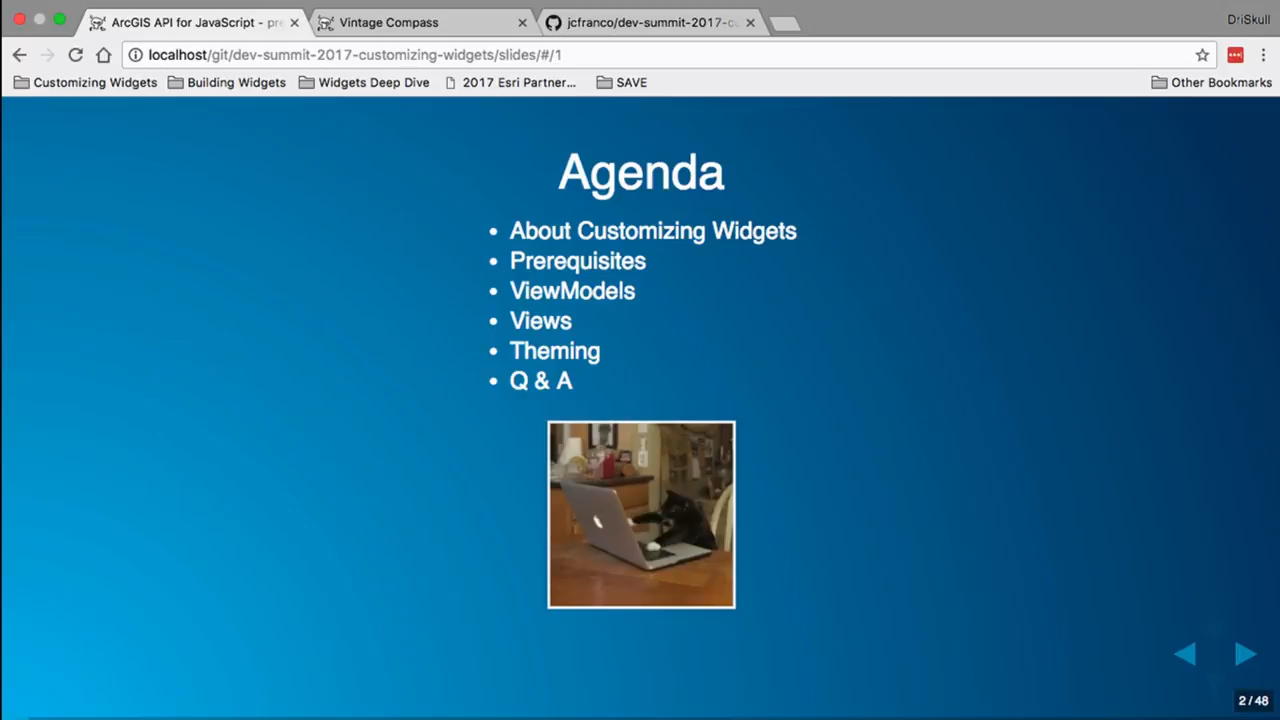 ArcGIS API for JavaScript - pre
Vintage Compass
jcfranco/dev-summit-2017-cu
DriSkull
localhost/git/dev-summit-2017-customizing-widgets/slides/#/1
Customizing Widgets
Building Widgets
Widgets Deep Dive
2017 Esri Partner...
SAVE
Other Bookmarks
Agenda
• About Customizing Widgets
• Prerequisites
• ViewModels
• Views
• Theming
• Q & A
2 / 48